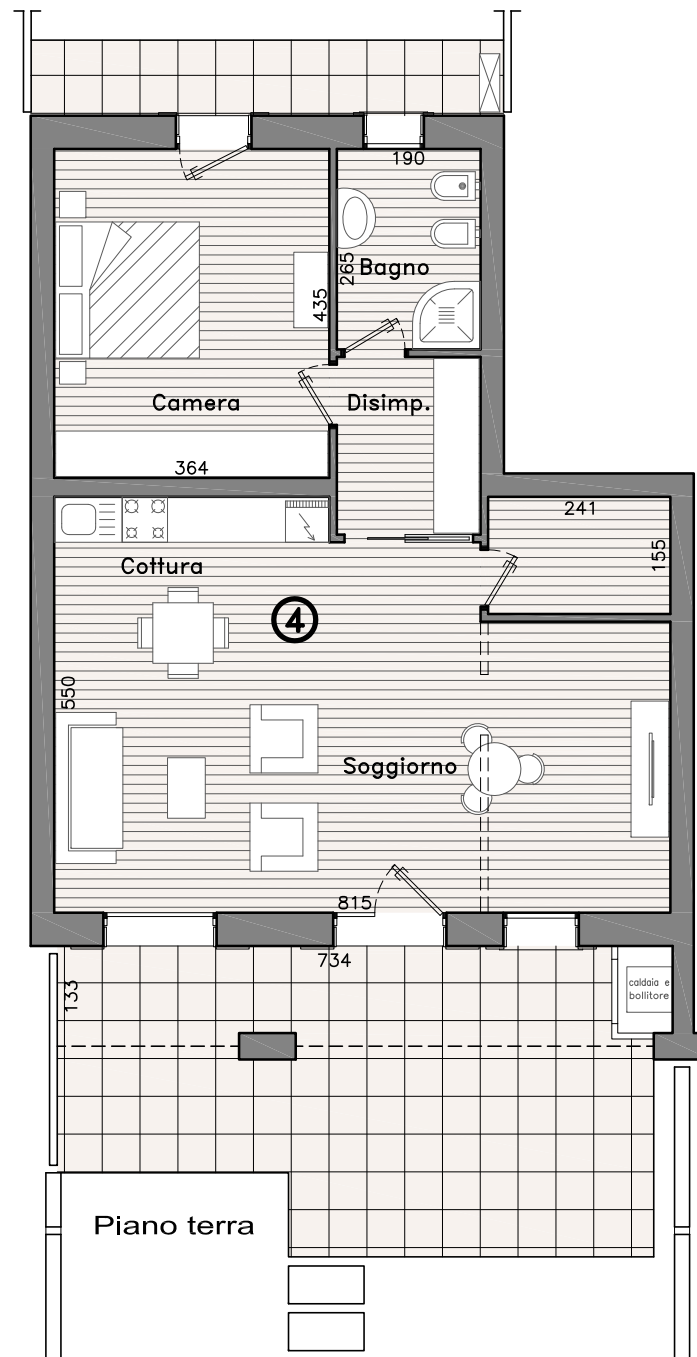 190
Bagno
265
435
Camera
Disimp.
364
241
155
Cottura
4
550
Soggiorno
815
734
133
caldaia e
bollitore
Piano terra